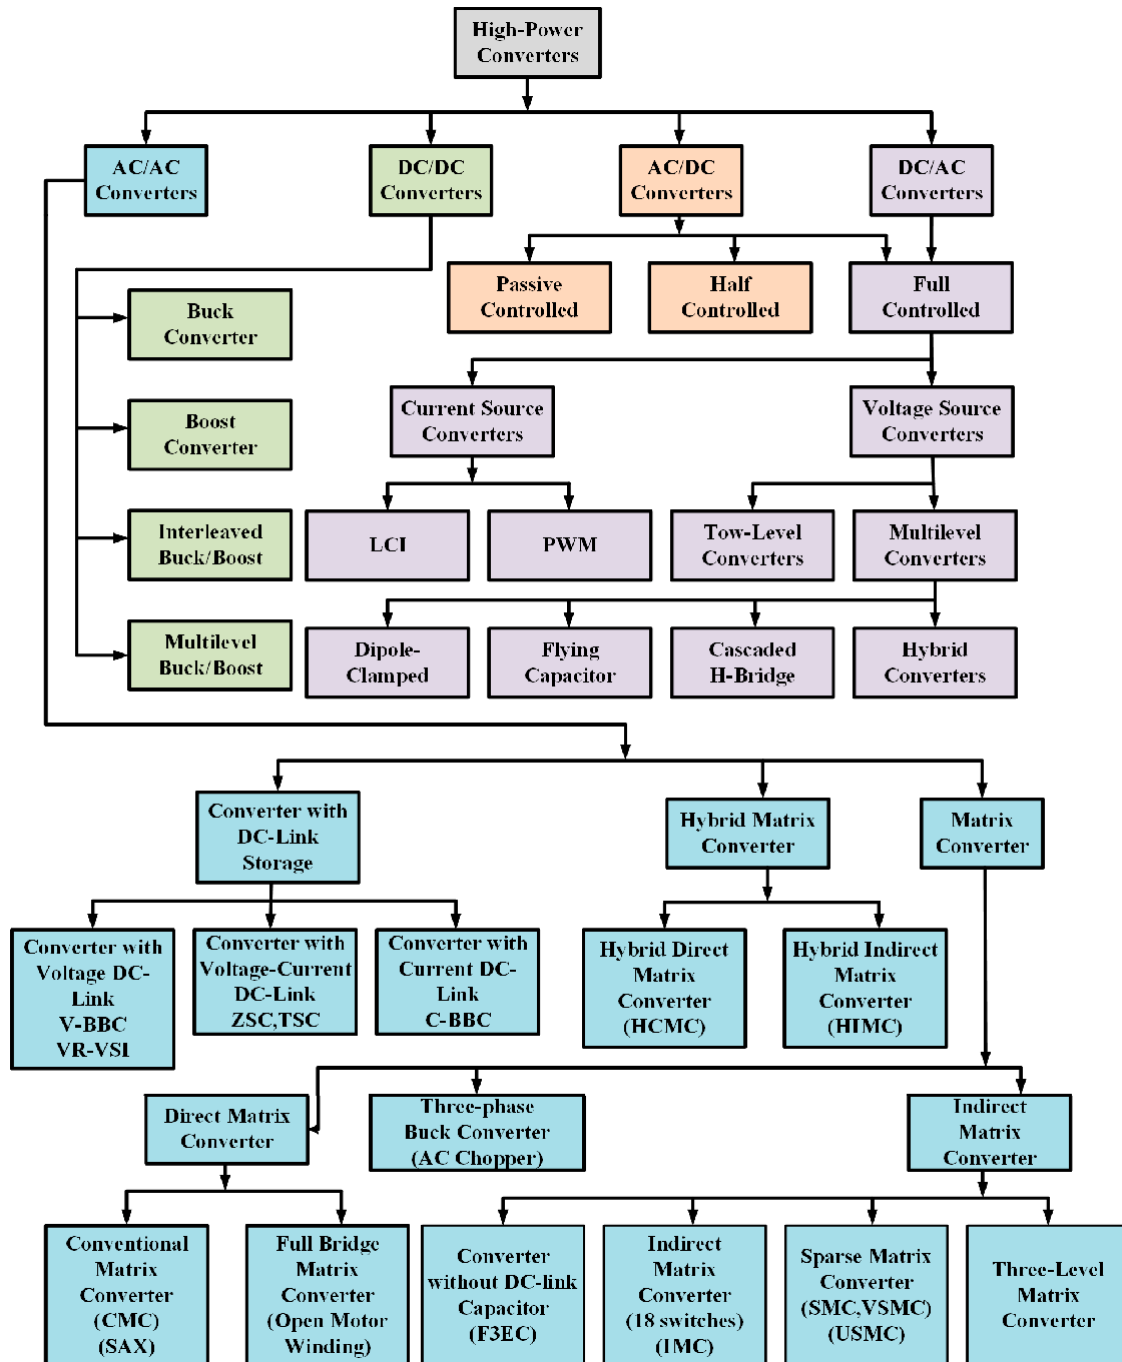 High-Power
Converters
AC/AC
Converters
DC/DC
Converters
AC/DC
Converters
DC/AC
Converters
Passive
Controlled
Half
Controlled
Full
Controlled
Buck
Converter
Boost
Converter
Interleaved
Buck/Boost
Multilevel
Buck/Boost
Current Source
Converters
Voltage Source
Converters
LCI
PWM
Tow-Level
Converters
Multilevel
Converters
Dipole-
Clamped
Flying
Capacitor
Cascaded
H-Bridge
Hybrid
Converters
Converter with
DC-Link
Storage
Hybrid Matrix
Converter
Matrix
Converter
Converter with
Voltage DC-
Link
V-BBC
VR-VSI
Converter with
Voltage-Current
DC-Link
ZSC,TSC
Converter with
Current DC-
Link
C-BBC
Hybrid Direct
Matrix
Converter
(HCMC)
Hybrid Indirect
Matrix
Converter
(HIMC)
Direct Matrix
Converter
Three-phase
Buck Converter
(AC Chopper)
Indirect
Matrix
Converter
Conventional
Matrix
Converter
(CMC)
(SAX)
Full Bridge
Matrix
Converter
(Open Motor
Winding)
Converter
without DC-link
Capacitor
(F3EC)
Indirect
Matrix
Converter
(18 switches)
(IMC)
Sparse Matrix
Converter
(SMC,VSMC)
(USMC)
Three-Level
Matrix
Converter